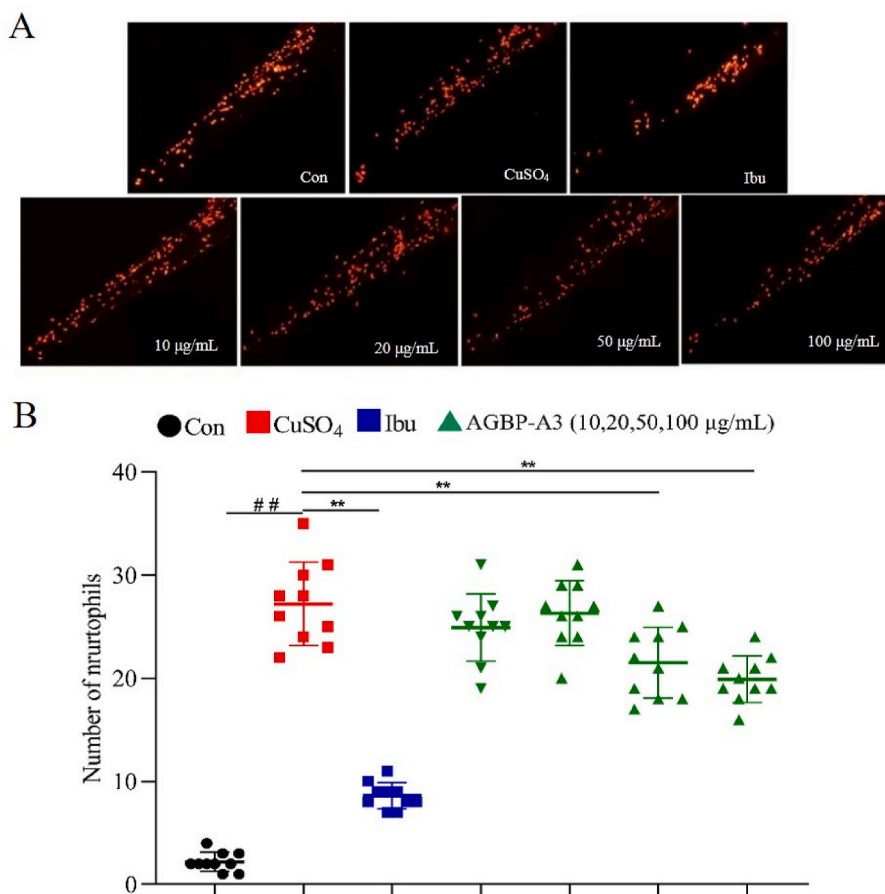 A
Con
CuSO₄
Ibu
10 μg/mL
20 μg/mL
50 μg/mL
100 μg/mL
B
Con CuSO₄ Ibu AGBP-A3 (10,20,50,100 μg/mL)
Number of nrurtophils
40
30
20
10
0
**
**
# # **